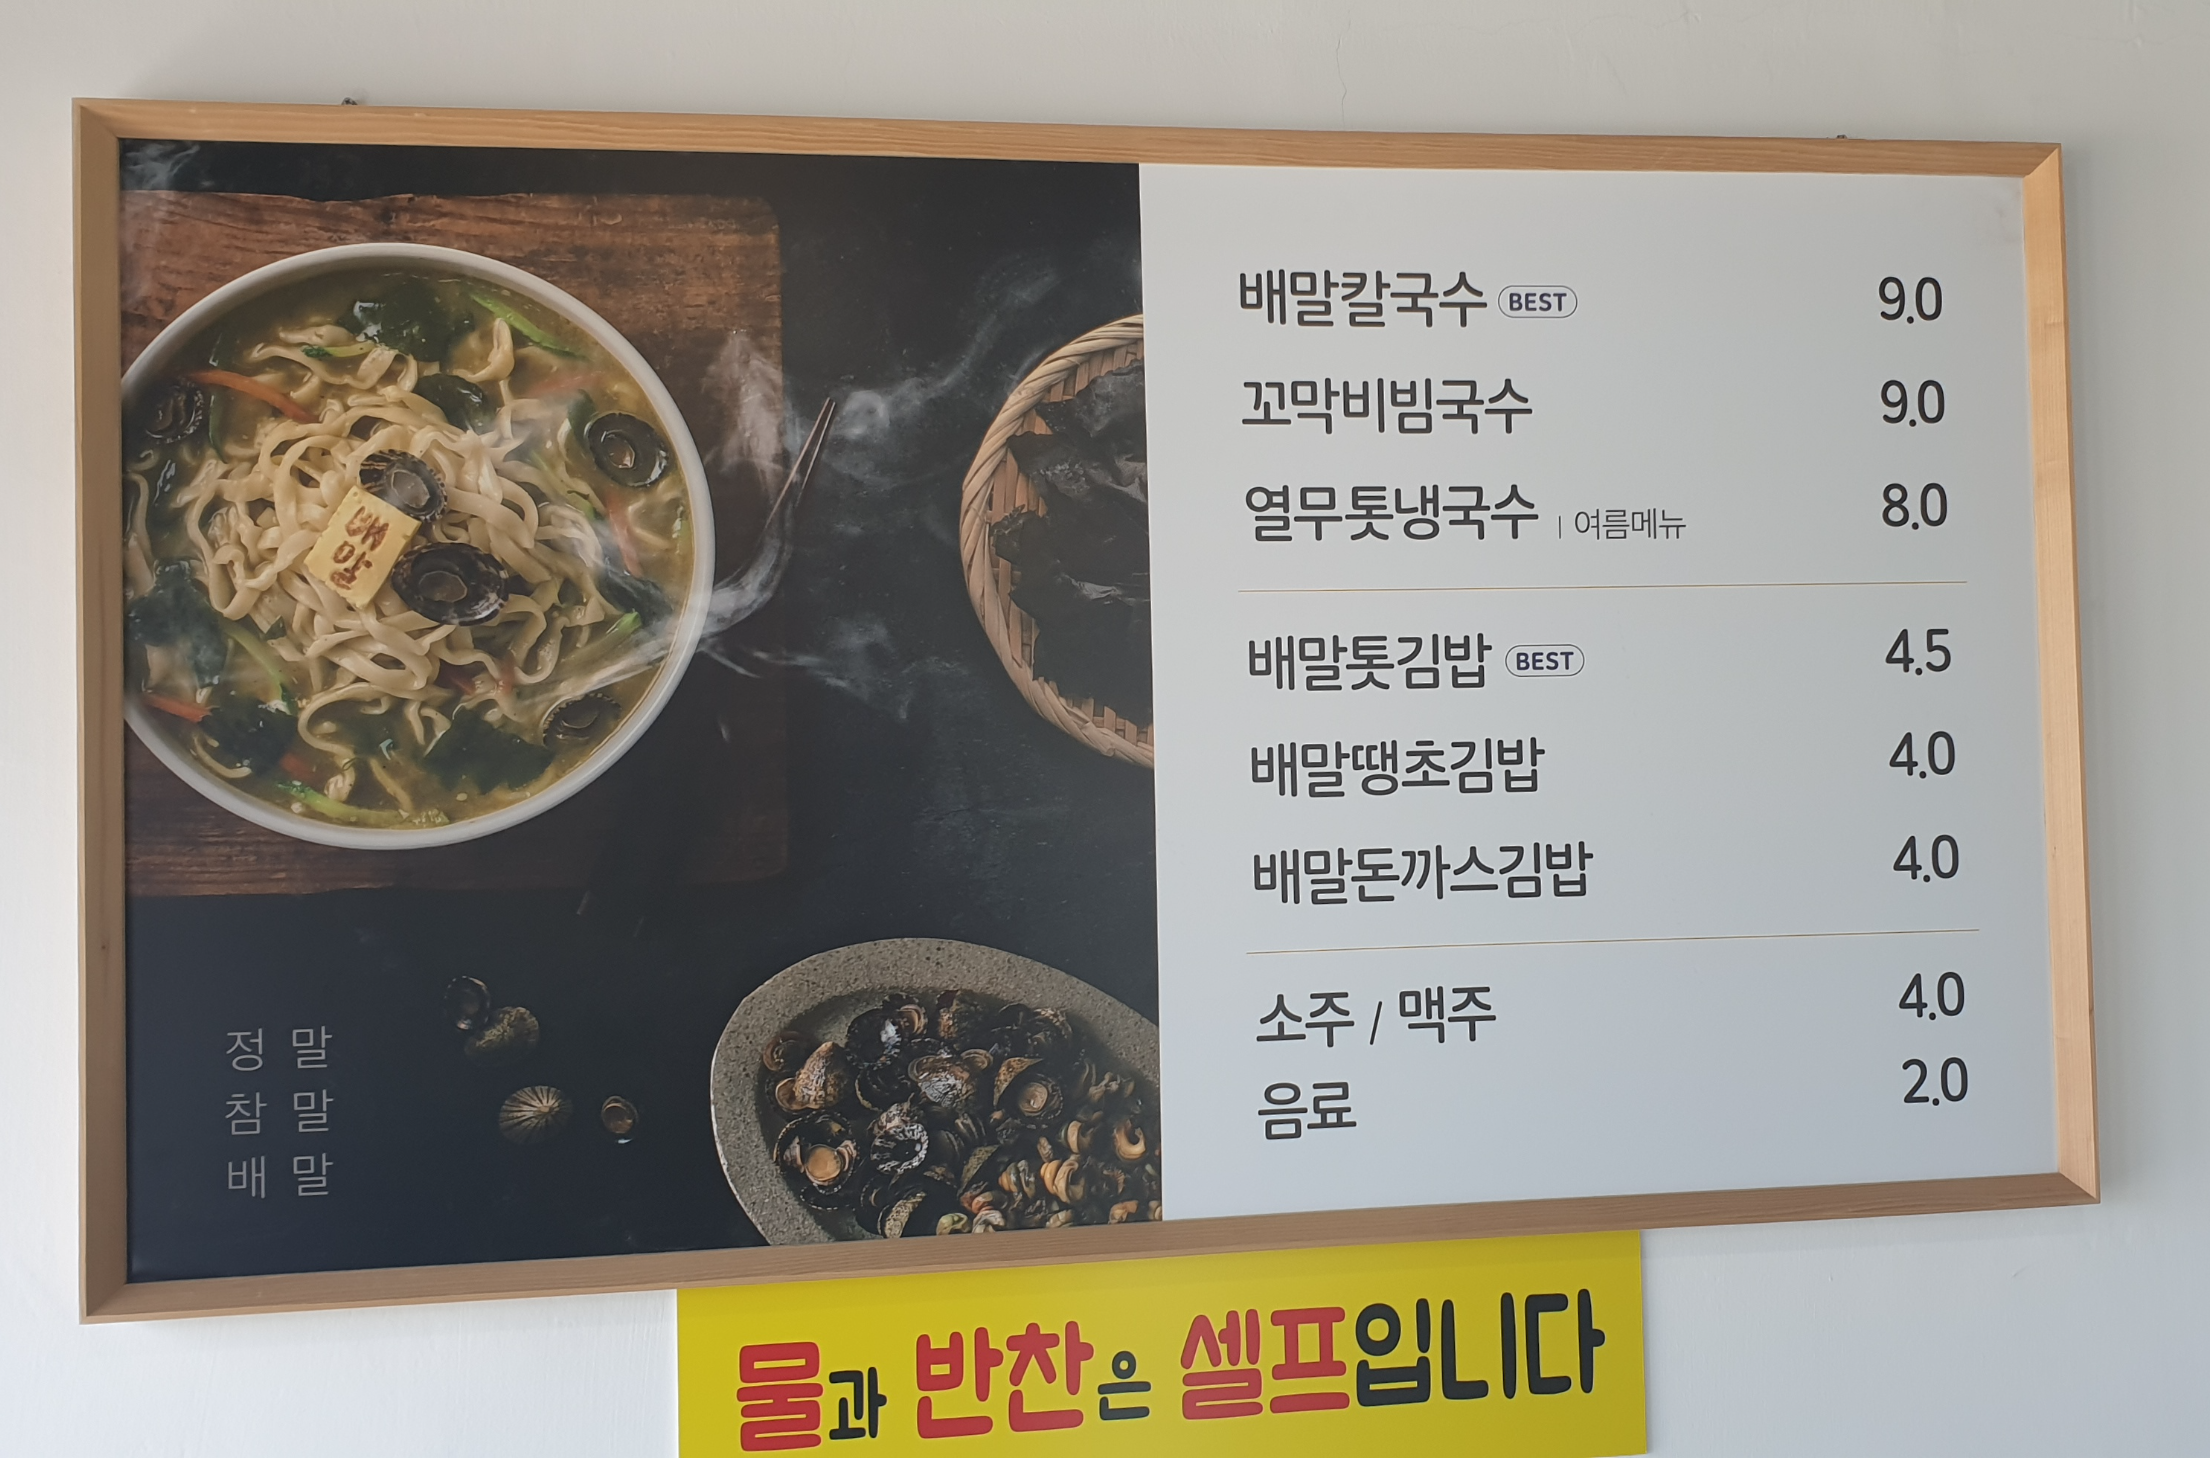 배말
정말
참말
배말
배말칼국수 BEST 9.0
꼬막비빔국수 9.0
열무톳냉국수 | 여름메뉴 8.0
배말톳김밥 BEST 4.5
배말땡초김밥 4.0
배말돈까스김밥 4.0
소주 / 맥주 4.0
음료 2.0
물과 반찬은 셀프입니다